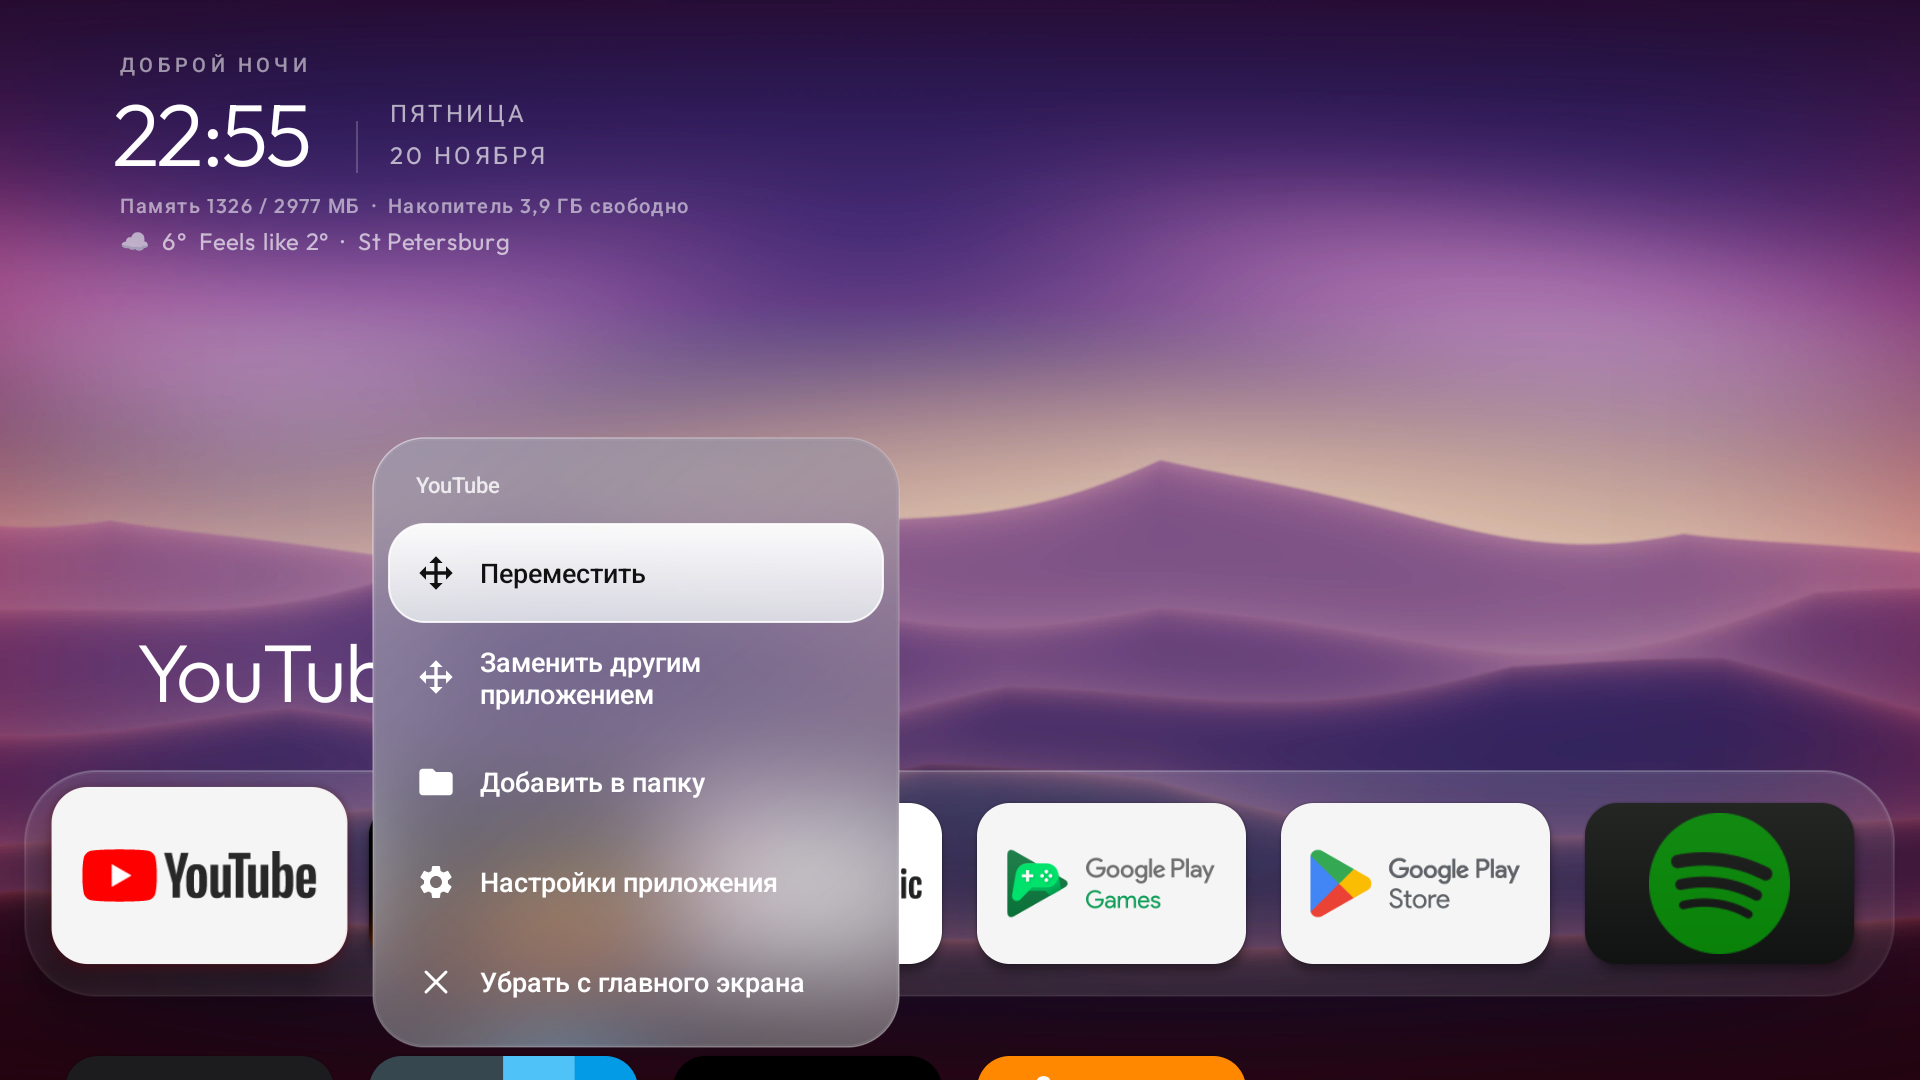 ДОБРОЙ НОЧИ
22:55
ПЯТНИЦА
20 НОЯБРЯ
Память 1326 / 2977 МБ · Накопитель 3,9 ГБ свободно
6° Feels like 2° · St Petersburg
YouTube
Переместить
Заменить другим
приложением
Добавить в папку
Настройки приложения
Убрать с главного экрана
YouTub
YouTube
ic
Google Play
Games
Google Play
Store